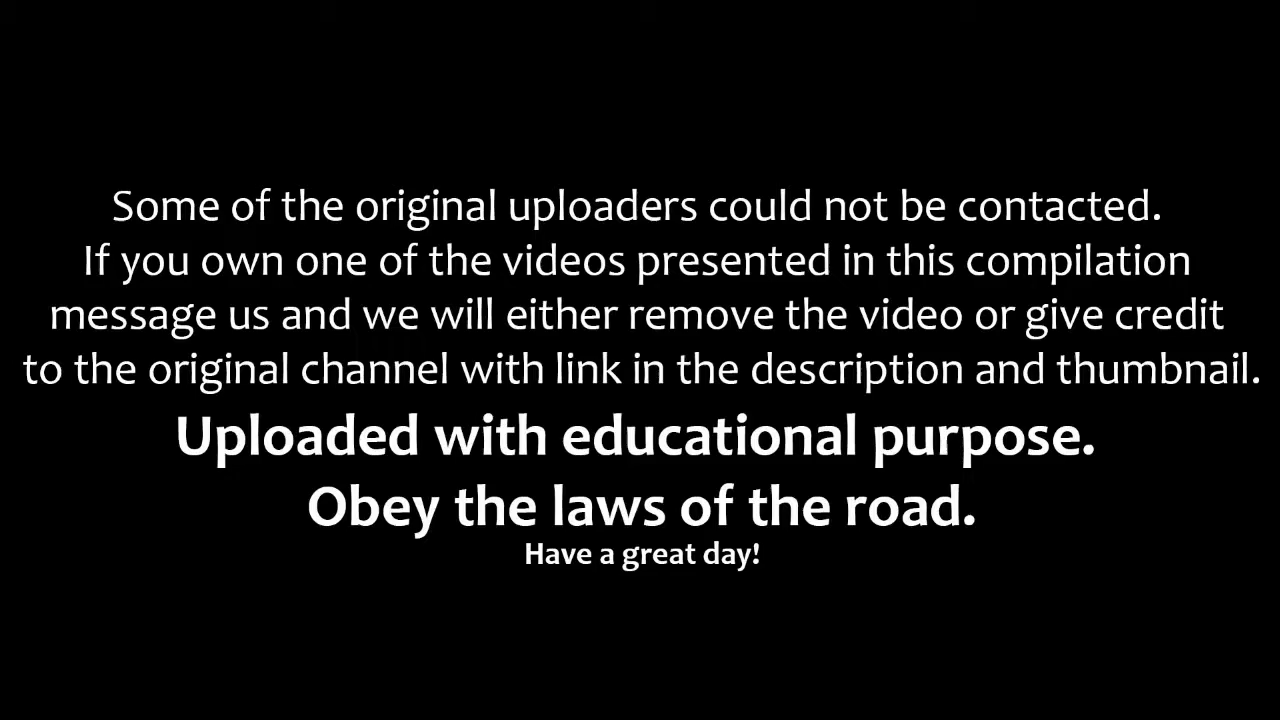 Some of the original uploaders could not be contacted.
If you own one of the videos presented in this compilation
message us and we will either remove the video or give credit
to the original channel with link in the description and thumbnail.
Uploaded with educational purpose.
Obey the laws of the road.
Have a great day!